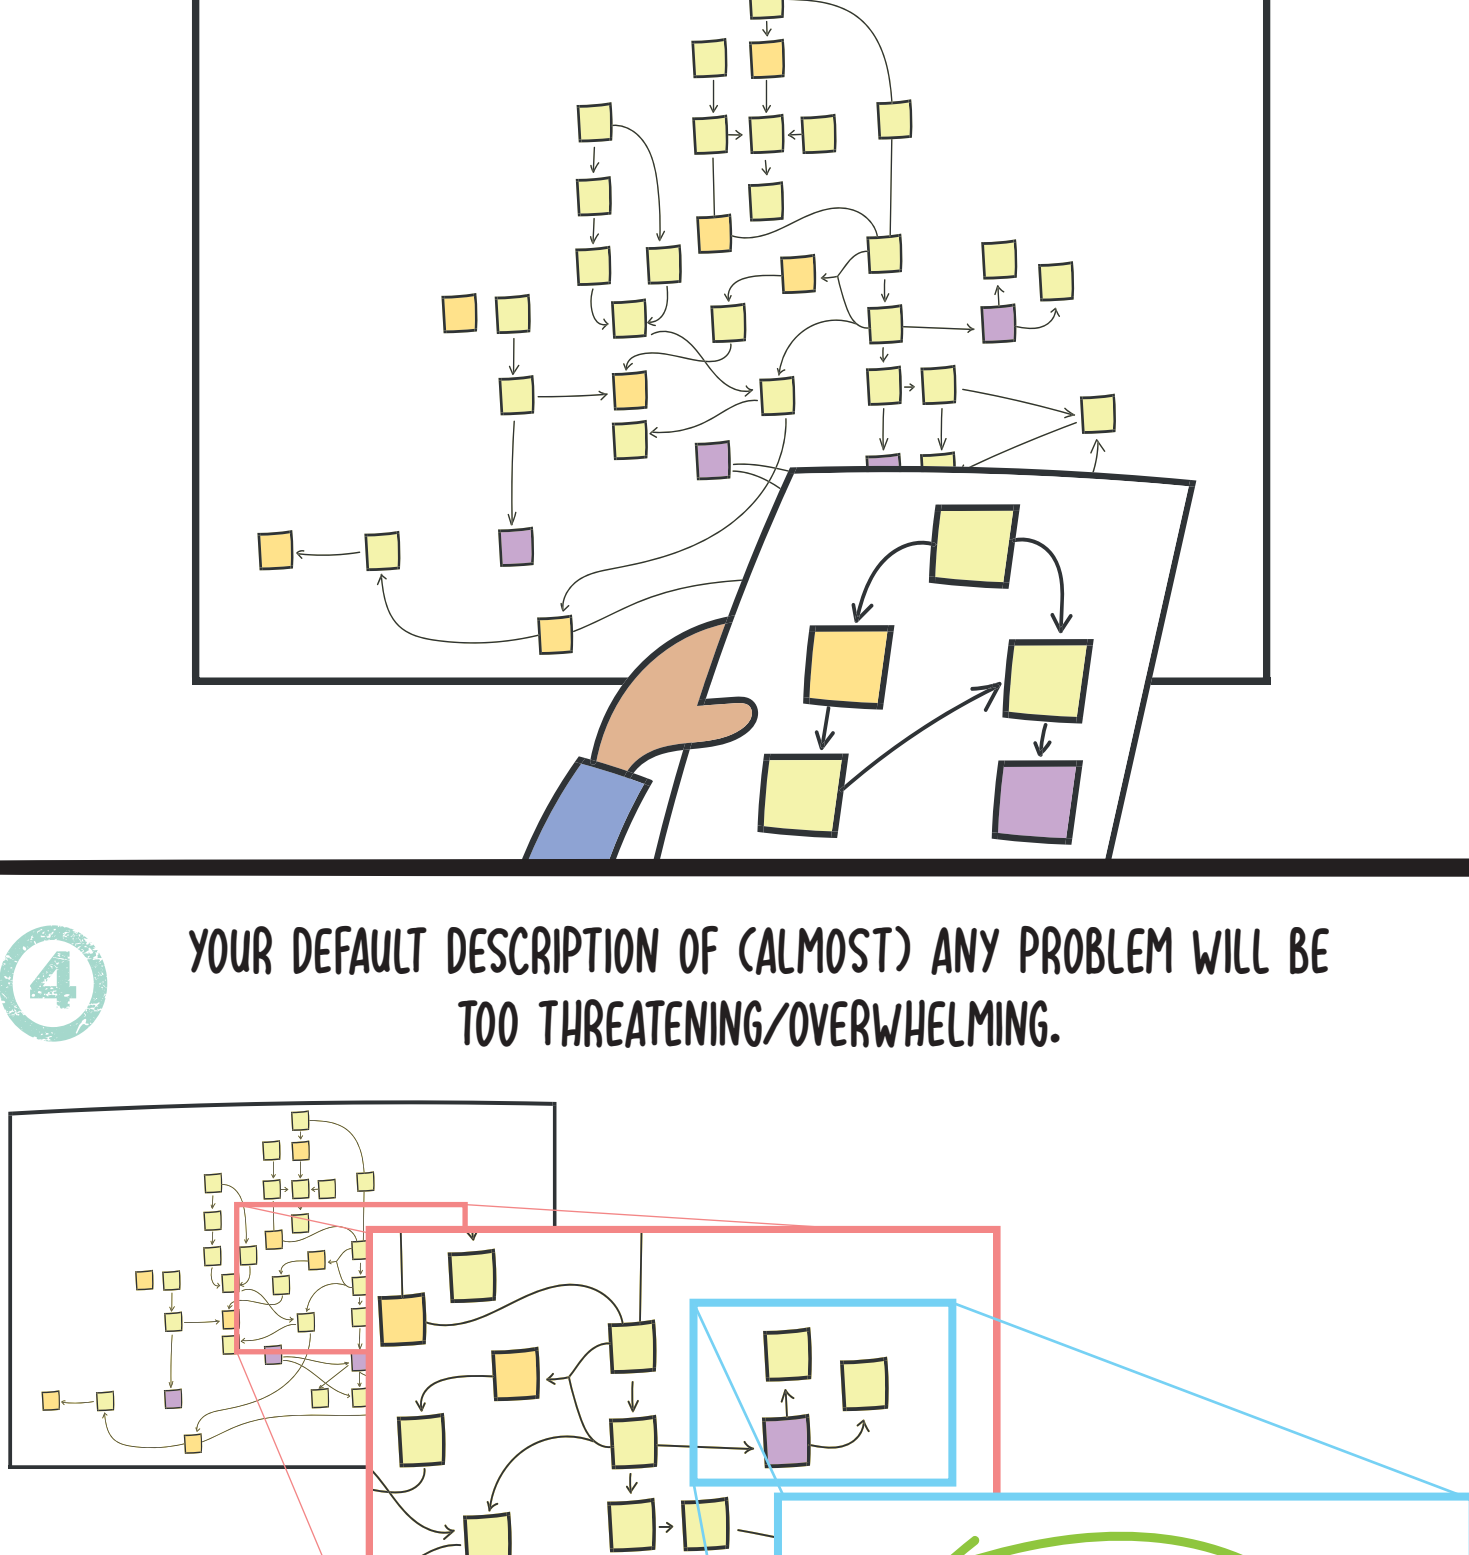 4
YOUR DEFAULT DESCRIPTION OF (ALMOST) ANY PROBLEM WILL BE
TOO THREATENING/OVERWHELMING.